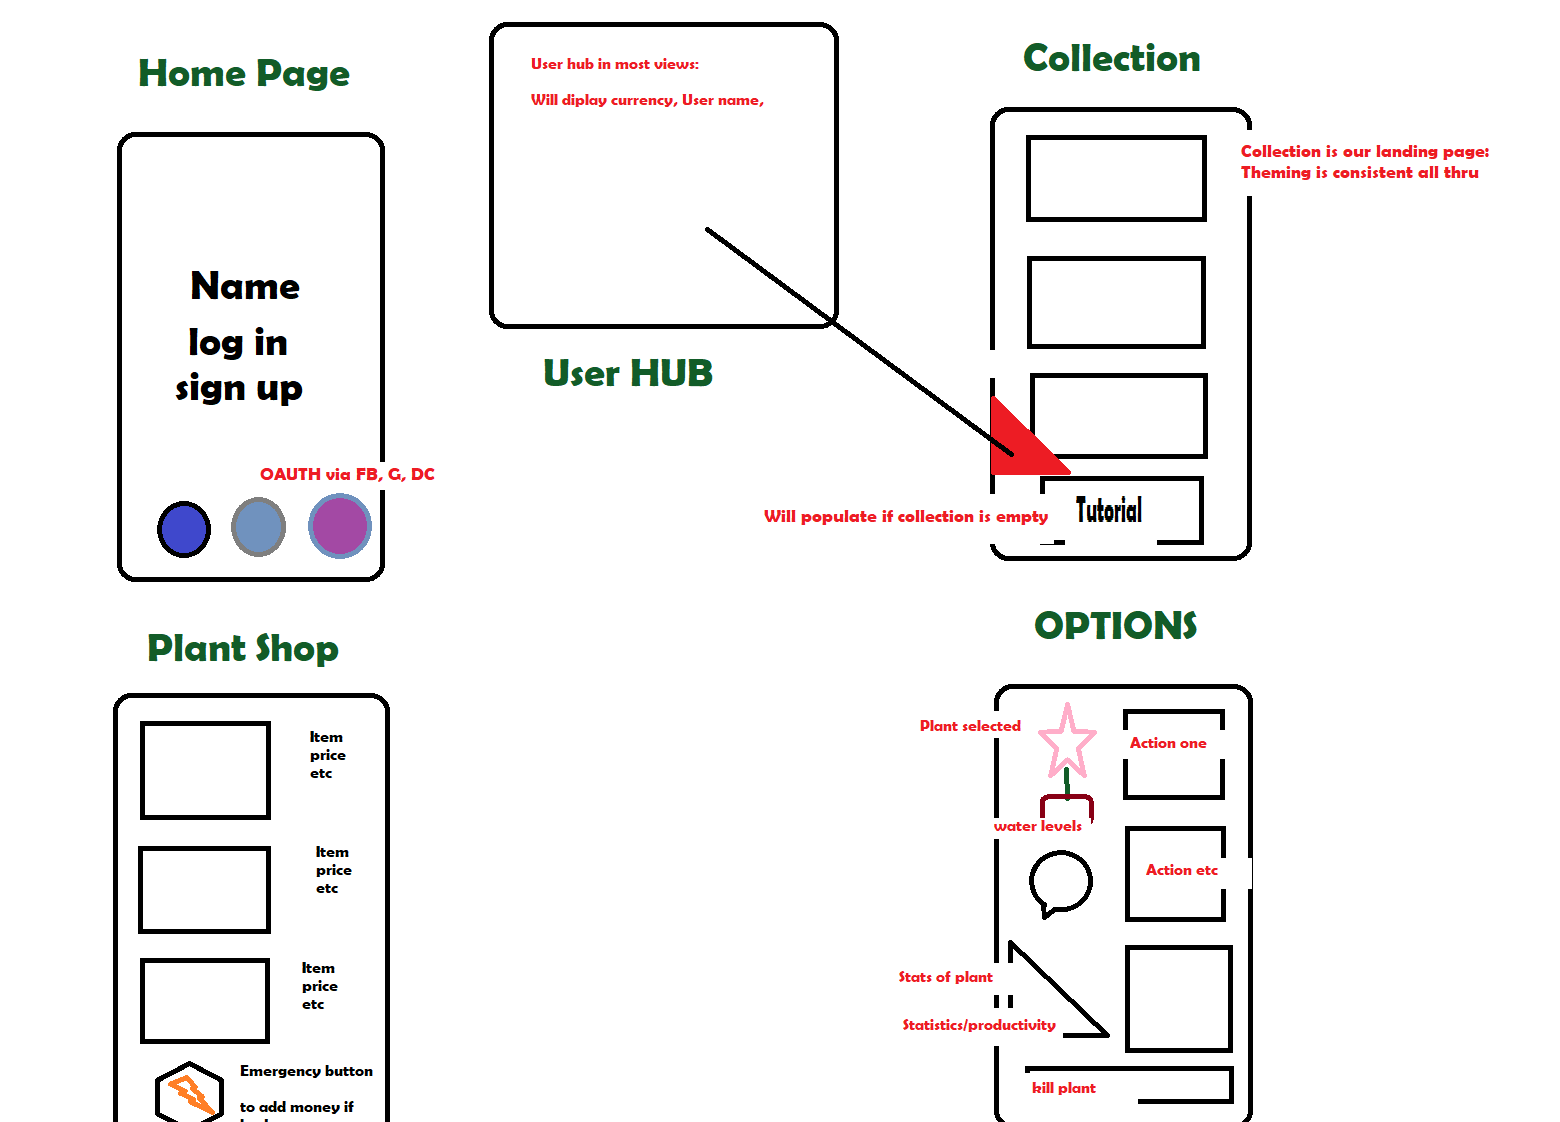 Home Page
Name
log in
sign up
OAUTH via FB, G, DC
User hub in most views:
Will diplay currency, User name,
User HUB
Collection
Collection is our landing page:
Theming is consistent all thru
Will populate if collection is empty
Tutorial
Plant Shop
Item
price
etc
Item
price
etc
Item
price
etc
Emergency button
to add money if
OPTIONS
Plant selected
Action one
water levels
Action etc
Stats of plant
Statistics/productivity
kill plant